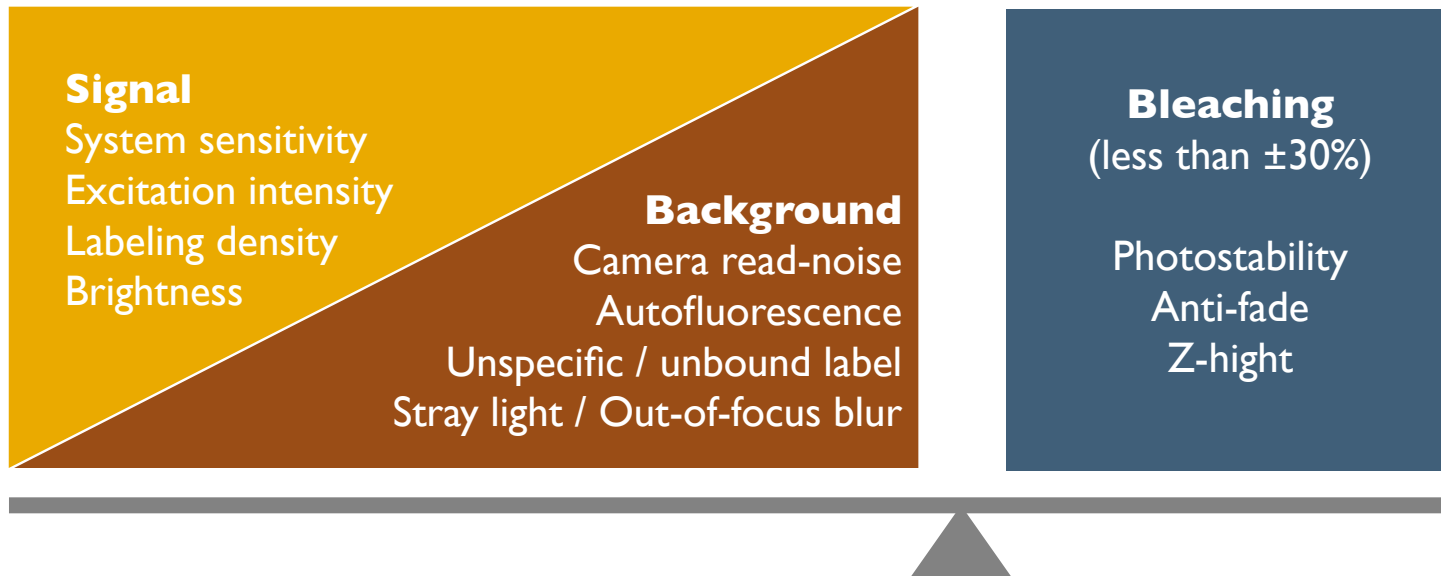 Signal
System sensitivity
Excitation intensity
Labeling density
Brightness
Background
Camera read-noise
Autofluorescence
Unspecific / unbound label
Stray light / Out-of-focus blur
Bleaching
(less than ±30%)
Photostability
Anti-fade
Z-hight